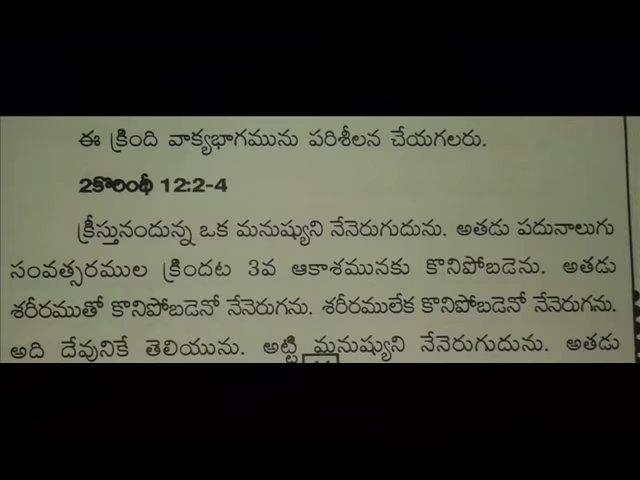 ఈ క్రింది వాక్యభాగమును పరిశీలన చేయగలరు.
2కొరింథీ 12:2-4
క్రీస్తునందున్న ఒక మనుష్యుని నేనెరుగుదును. అతడు పదునాలుగు
సంవత్సరముల క్రిందట 3వ ఆకాశమునకు కొనిపోబడెను. అతడు
శరీరముతో కొనిపోబడెనో నేనెరుగను. శరీరములేక కొనిపోబడెనో నేనెరుగను.
అది దేవునికే తెలియును. అట్టి మనుష్యుని నేనెరుగుదును. అతడు